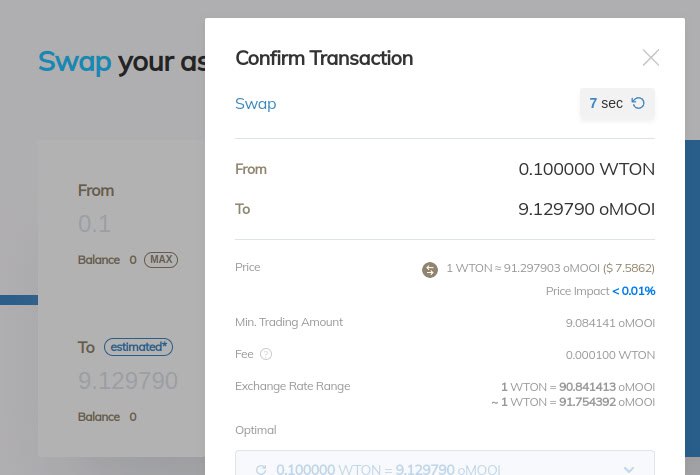 Swap your as
From
0.1
Balance 0 MAX
To estimated*
9.129790
Balance 0
Confirm Transaction
Swap 7 sec
From 0.100000 WTON
To 9.129790 oMOOI
Price 1 WTON ≈ 91.297903 oMOOI ($ 7.5862)
Price Impact < 0.01%
Min. Trading Amount 9.084141 oMOOI
Fee ? 0.000100 WTON
Exchange Rate Range 1 WTON = 90.841413 oMOOI
~ 1 WTON = 91.754392 oMOOI
Optimal
0.100000 WTON = 9.129790 oMOOI